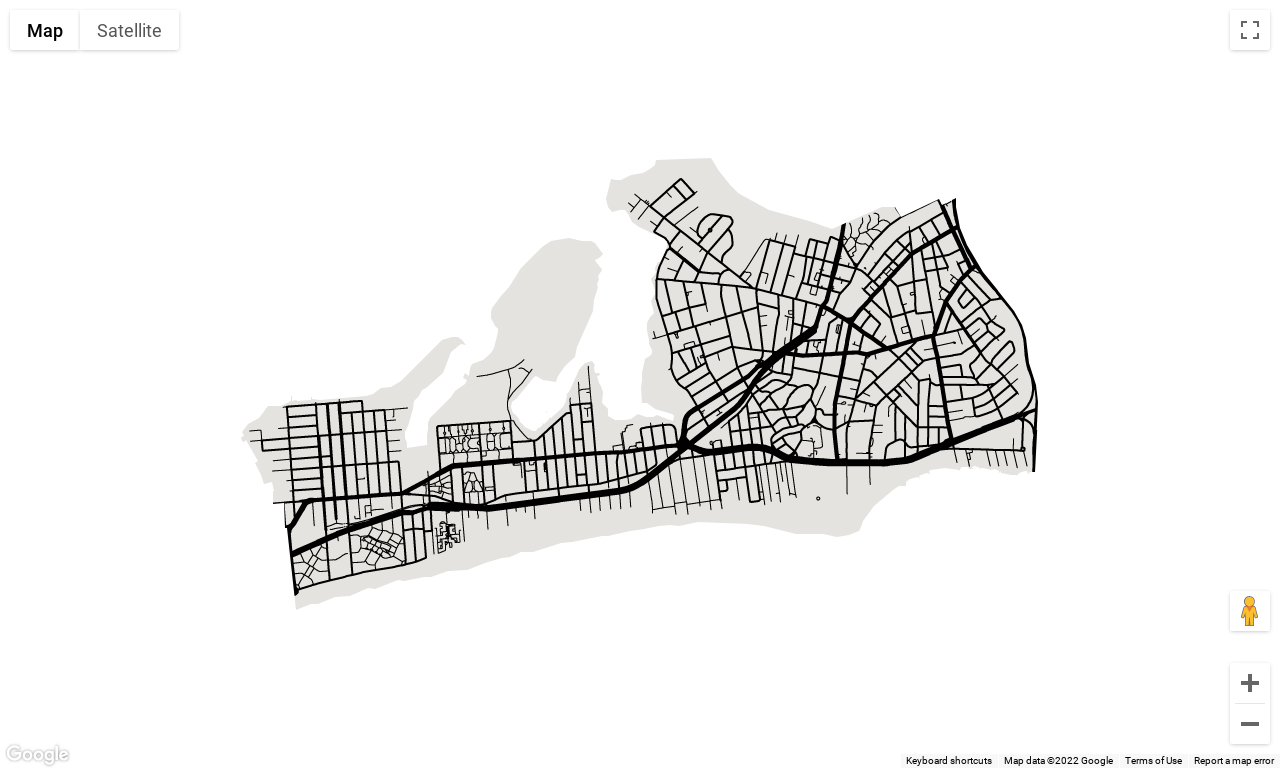 Map
Satellite
Google
Keyboard shortcuts
Map data ©2022 Google
Terms of Use
Report a map error